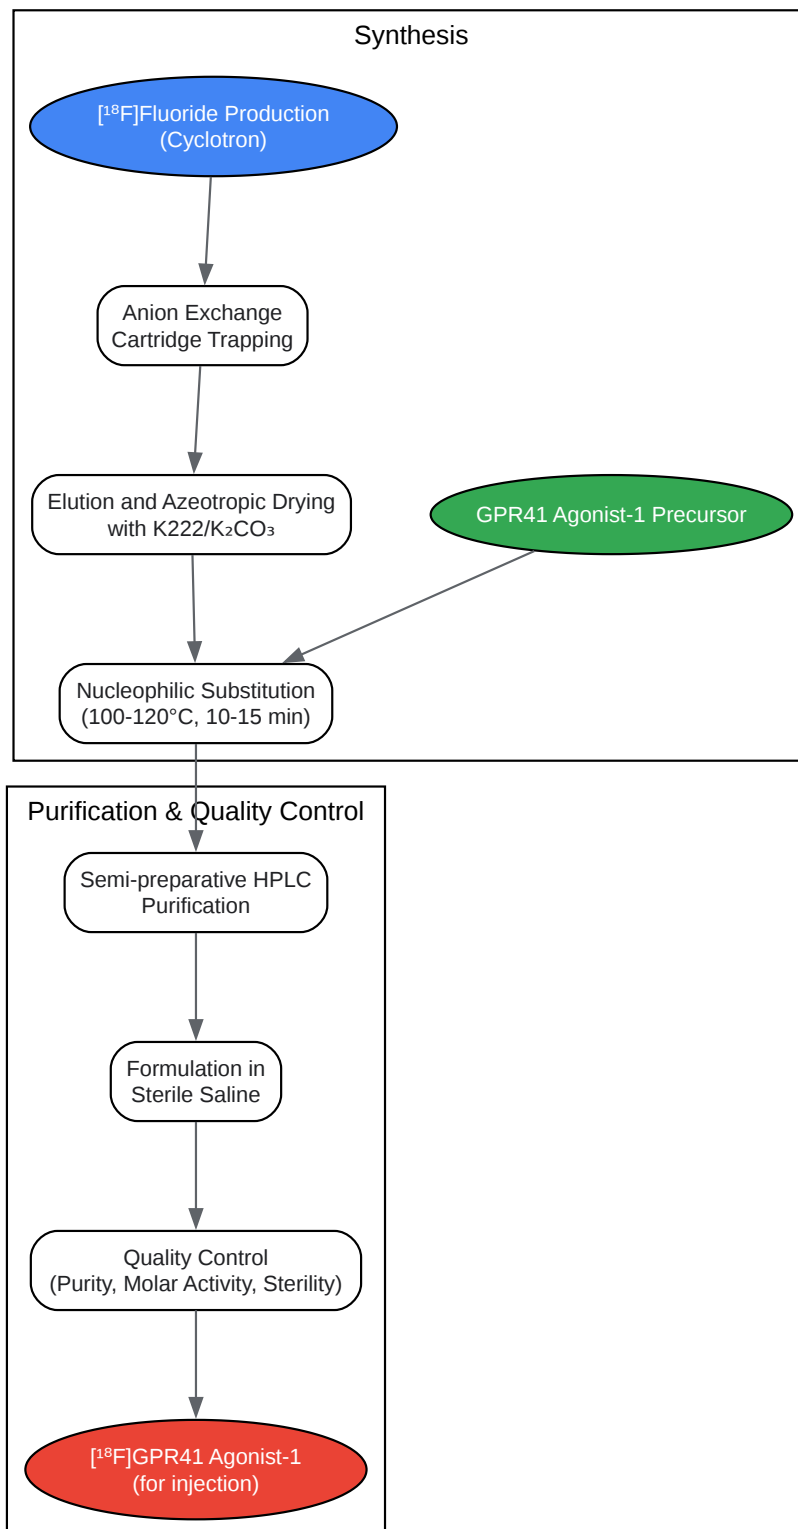 Synthesis
[¹⁸F]Fluoride Production
(Cyclotron)
Anion Exchange
Cartridge Trapping
Elution and Azeotropic Drying
with K222/K₂CO₃
GPR41 Agonist-1 Precursor
Nucleophilic Substitution
(100-120°C, 10-15 min)
Purification & Quality Control
Semi-preparative HPLC
Purification
Formulation in
Sterile Saline
Quality Control
(Purity, Molar Activity, Sterility)
[¹⁸F]GPR41 Agonist-1
(for injection)